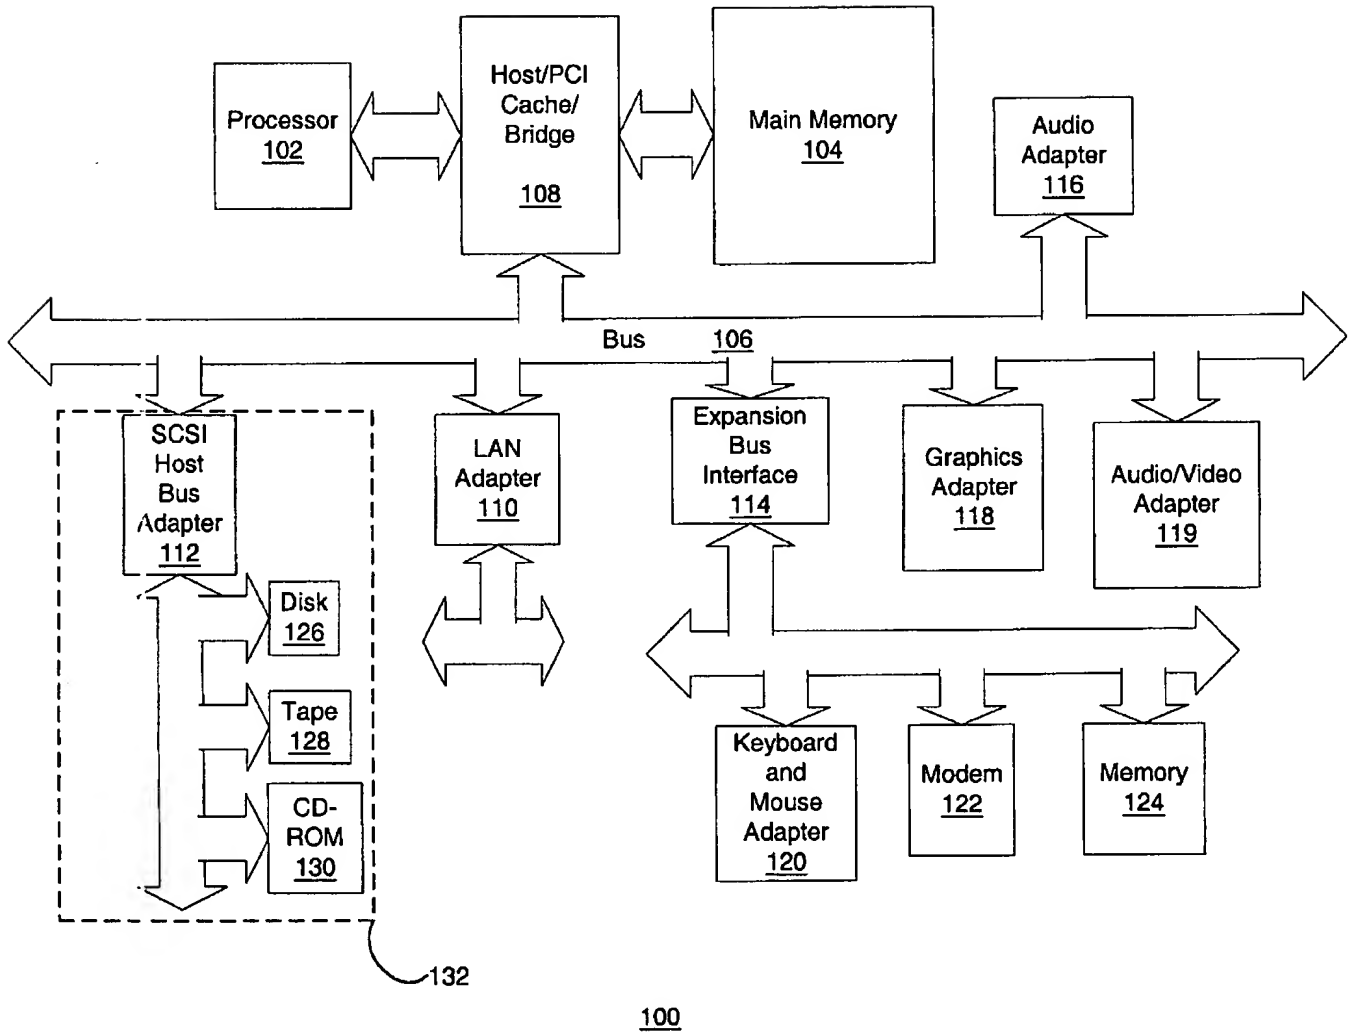 Processor
102
Host/PCI
Cache/
Bridge
108
Main Memory
104
Audio
Adapter
116
Bus 106
SCSI
Host
Bus
Adapter
112
LAN
Adapter
110
Expansion
Bus
Interface
114
Graphics
Adapter
118
Audio/Video
Adapter
119
Disk
126
Tape
128
CD-
ROM
130
Keyboard
and
Mouse
Adapter
120
Modem
122
Memory
124
132
100